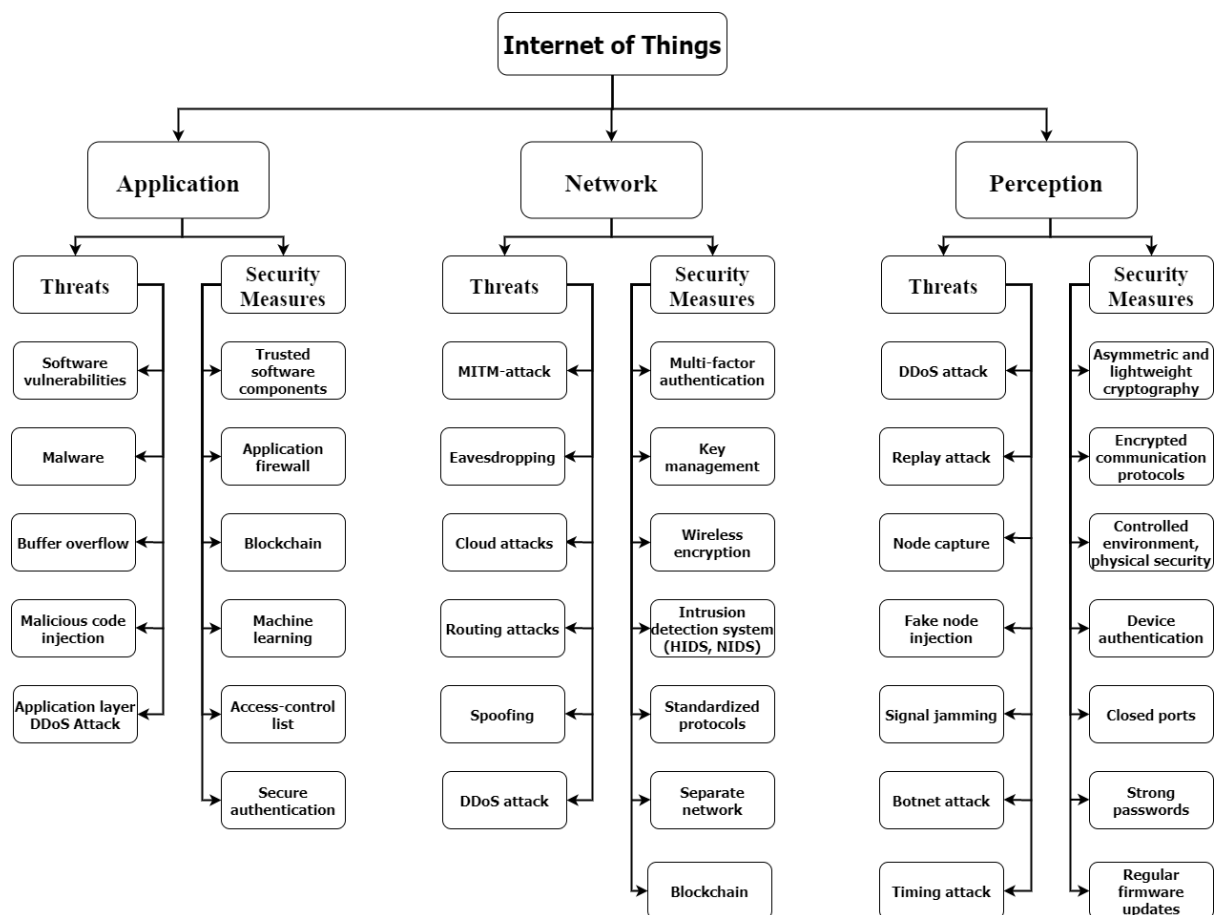 Internet of Things
Application
Network
Perception
Threats
Security
Measures
Threats
Security
Measures
Threats
Security
Measures
Software
vulnerabilities
Trusted
software
components
MITM-attack
Multi-factor
authentication
DDoS attack
Asymmetric and
lightweight
cryptography
Malware
Application
firewall
Eavesdropping
Key
management
Replay attack
Encrypted
communication
protocols
Buffer overflow
Blockchain
Cloud attacks
Wireless
encryption
Node capture
Controlled
environment,
physical security
Malicious code
injection
Machine
learning
Routing attacks
Intrusion
detection system
(HIDS, NIDS)
Fake node
injection
Device
authentication
Application layer
DDoS Attack
Access-control
list
Spoofing
Standardized
protocols
Signal jamming
Closed ports
Secure
authentication
DDoS attack
Separate
network
Botnet attack
Strong
passwords
Blockchain
Timing attack
Regular
firmware
updates